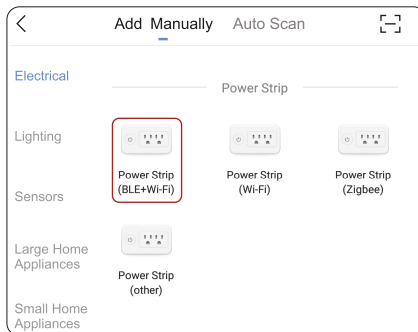 Add Manually Auto Scan
Electrical
Power Strip
Lighting
Power Strip
(BLE+Wi-Fi)
Power Strip
(Wi-Fi)
Power Strip
(Zigbee)
Sensors
Large Home
Appliances
Power Strip
(other)
Small Home
Appliances